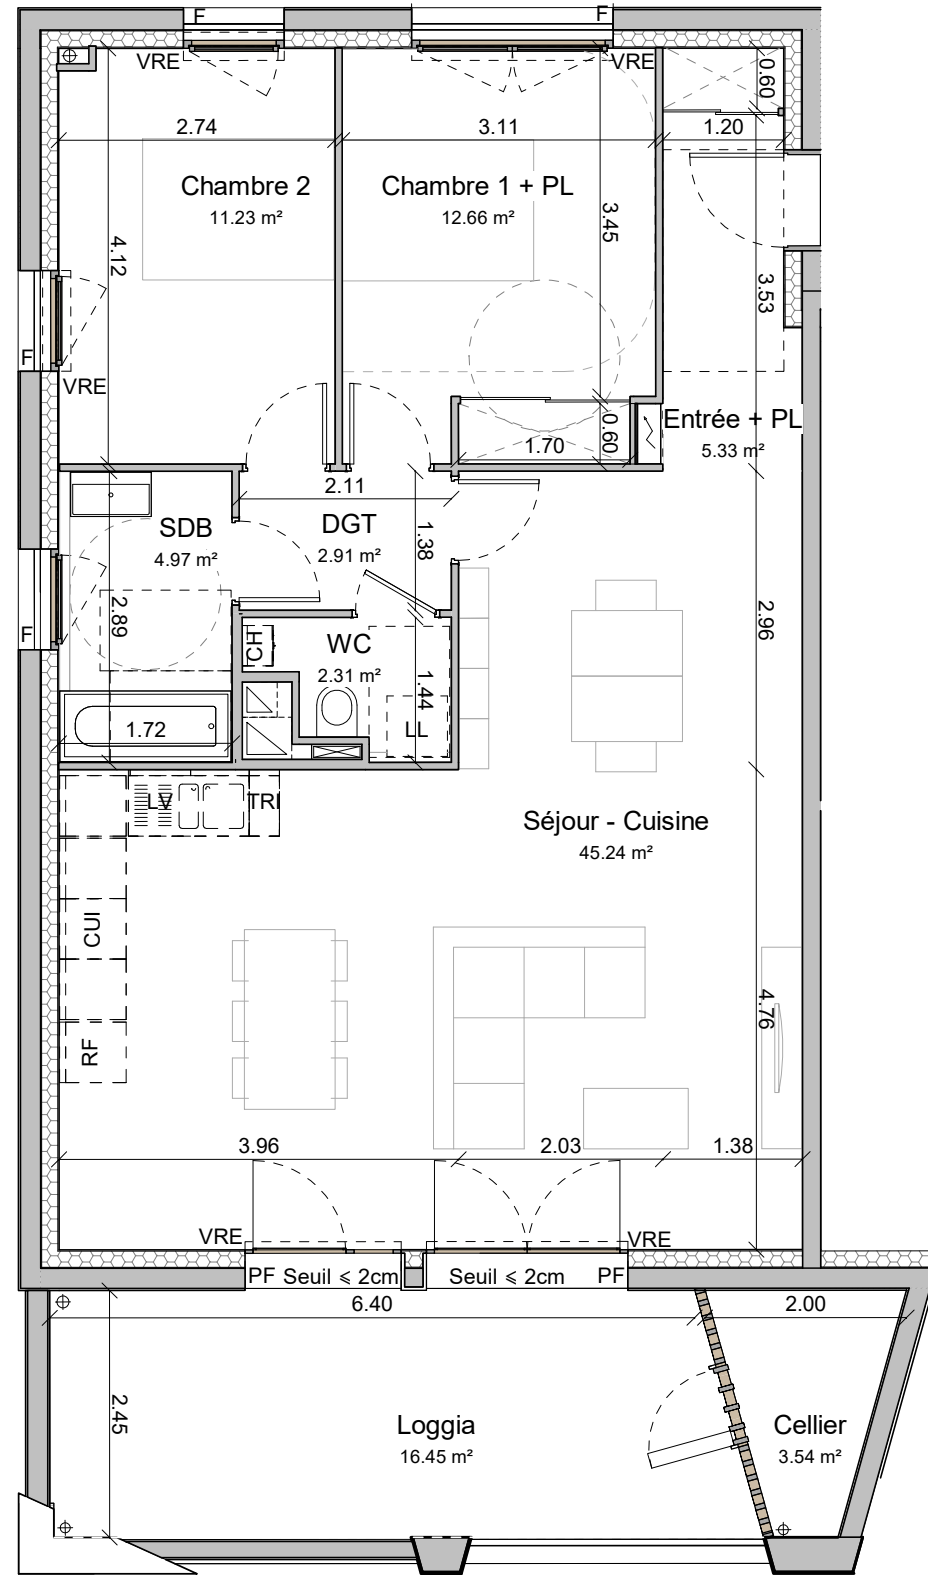 F
F
VRE
VRE
0.60
2.74
3.11
1.20
Chambre 2
11.23 m²
Chambre 1 + PL
12.66 m²
3.45
4.12
3.53
F
VRE
Entrée + PL
5.33 m²
0.60
1.70
2.11
SDB
4.97 m²
DGT
2.91 m²
1.38
F
2.89
2.96
CH
WC
2.31 m²
1.44
LL
1.72
LV
TRI
Séjour - Cuisine
45.24 m²
CUI
RF
4.76
3.96
2.03
1.38
VRE
VRE
PF
Seuil ⩽ 2cm
Seuil ⩽ 2cm
PF
6.40
2.00
2.45
Loggia
16.45 m²
Cellier
3.54 m²